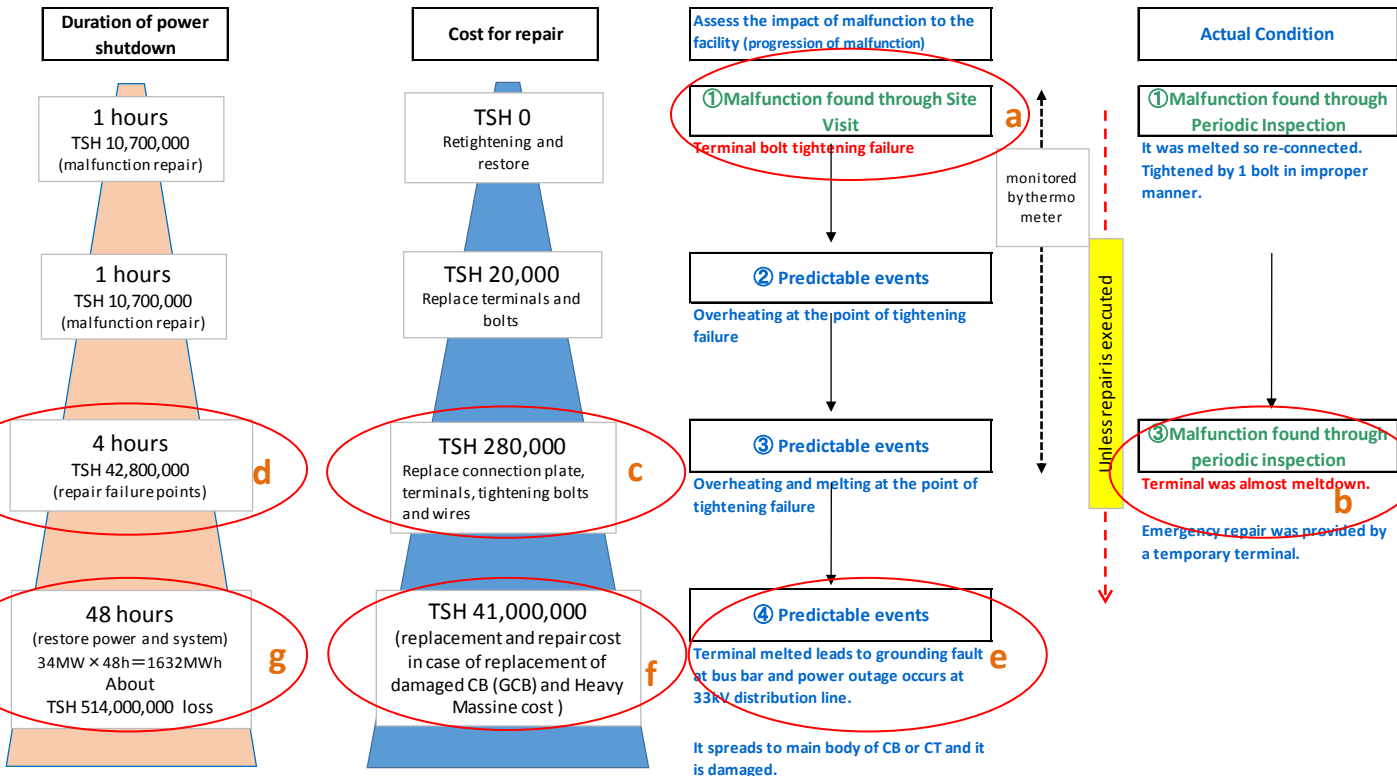 Duration of power
shutdown
1 hours
TSH 10,700,000
(malfunction repair)
1 hours
TSH 10,700,000
(malfunction repair)
4 hours
TSH 42,800,000
(repair failure points)
d
48 hours
(restore power and system)
34MW×48h=1632MWh
About
TSH 514,000,000 loss
g
Cost for repair
TSH 0
Retightening and
restore
TSH 20,000
Replace terminals and
bolts
TSH 280,000
Replace connection plate,
terminals, tightening bolts
and wires
c
TSH 41,000,000
(replacement and repair cost
in case of replacement of
damaged CB (GCB) and Heavy
Massine cost )
f
Assess the impact of malfunction to the
facility (progression of malfunction)
①Malfunction found through Site
Visit
a
Terminal bolt tightening failure
② Predictable events
Overheating at the point of tightening
failure
③ Predictable events
Overheating and melting at the point of
tightening failure
④ Predictable events
Terminal melted leads to grounding fault
at bus bar and power outage occurs at
33kV distribution line.
e
It spreads to main body of CB or CT and it
is damaged.
monitored
by thermo
meter
Unless repair is executed
Actual Condition
①Malfunction found through
Periodic Inspection
It was melted so re-connected.
Tightened by 1 bolt in improper
manner.
③Malfunction found through
periodic inspection
Terminal was almost meltdown.
b
Emergency repair was provided by
a temporary terminal.